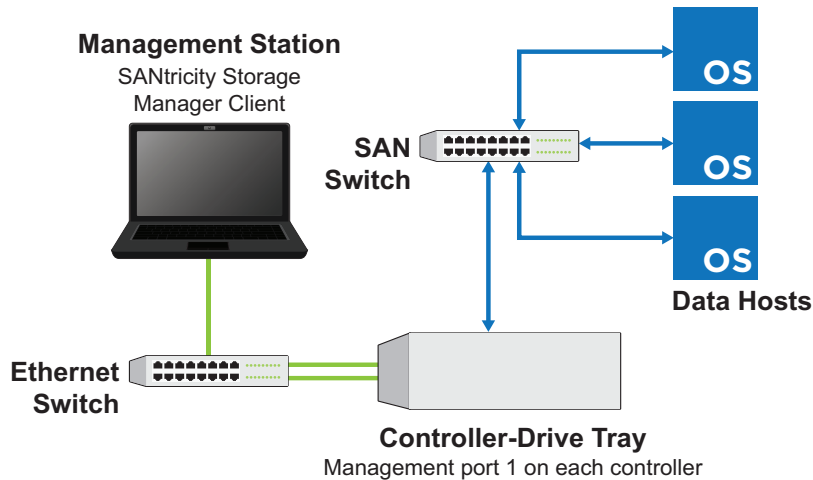 Management Station
SANtricity Storage
Manager Client
SAN
Switch
OS
OS
OS
Data Hosts
Ethernet
Switch
Controller-Drive Tray
Management port 1 on each controller